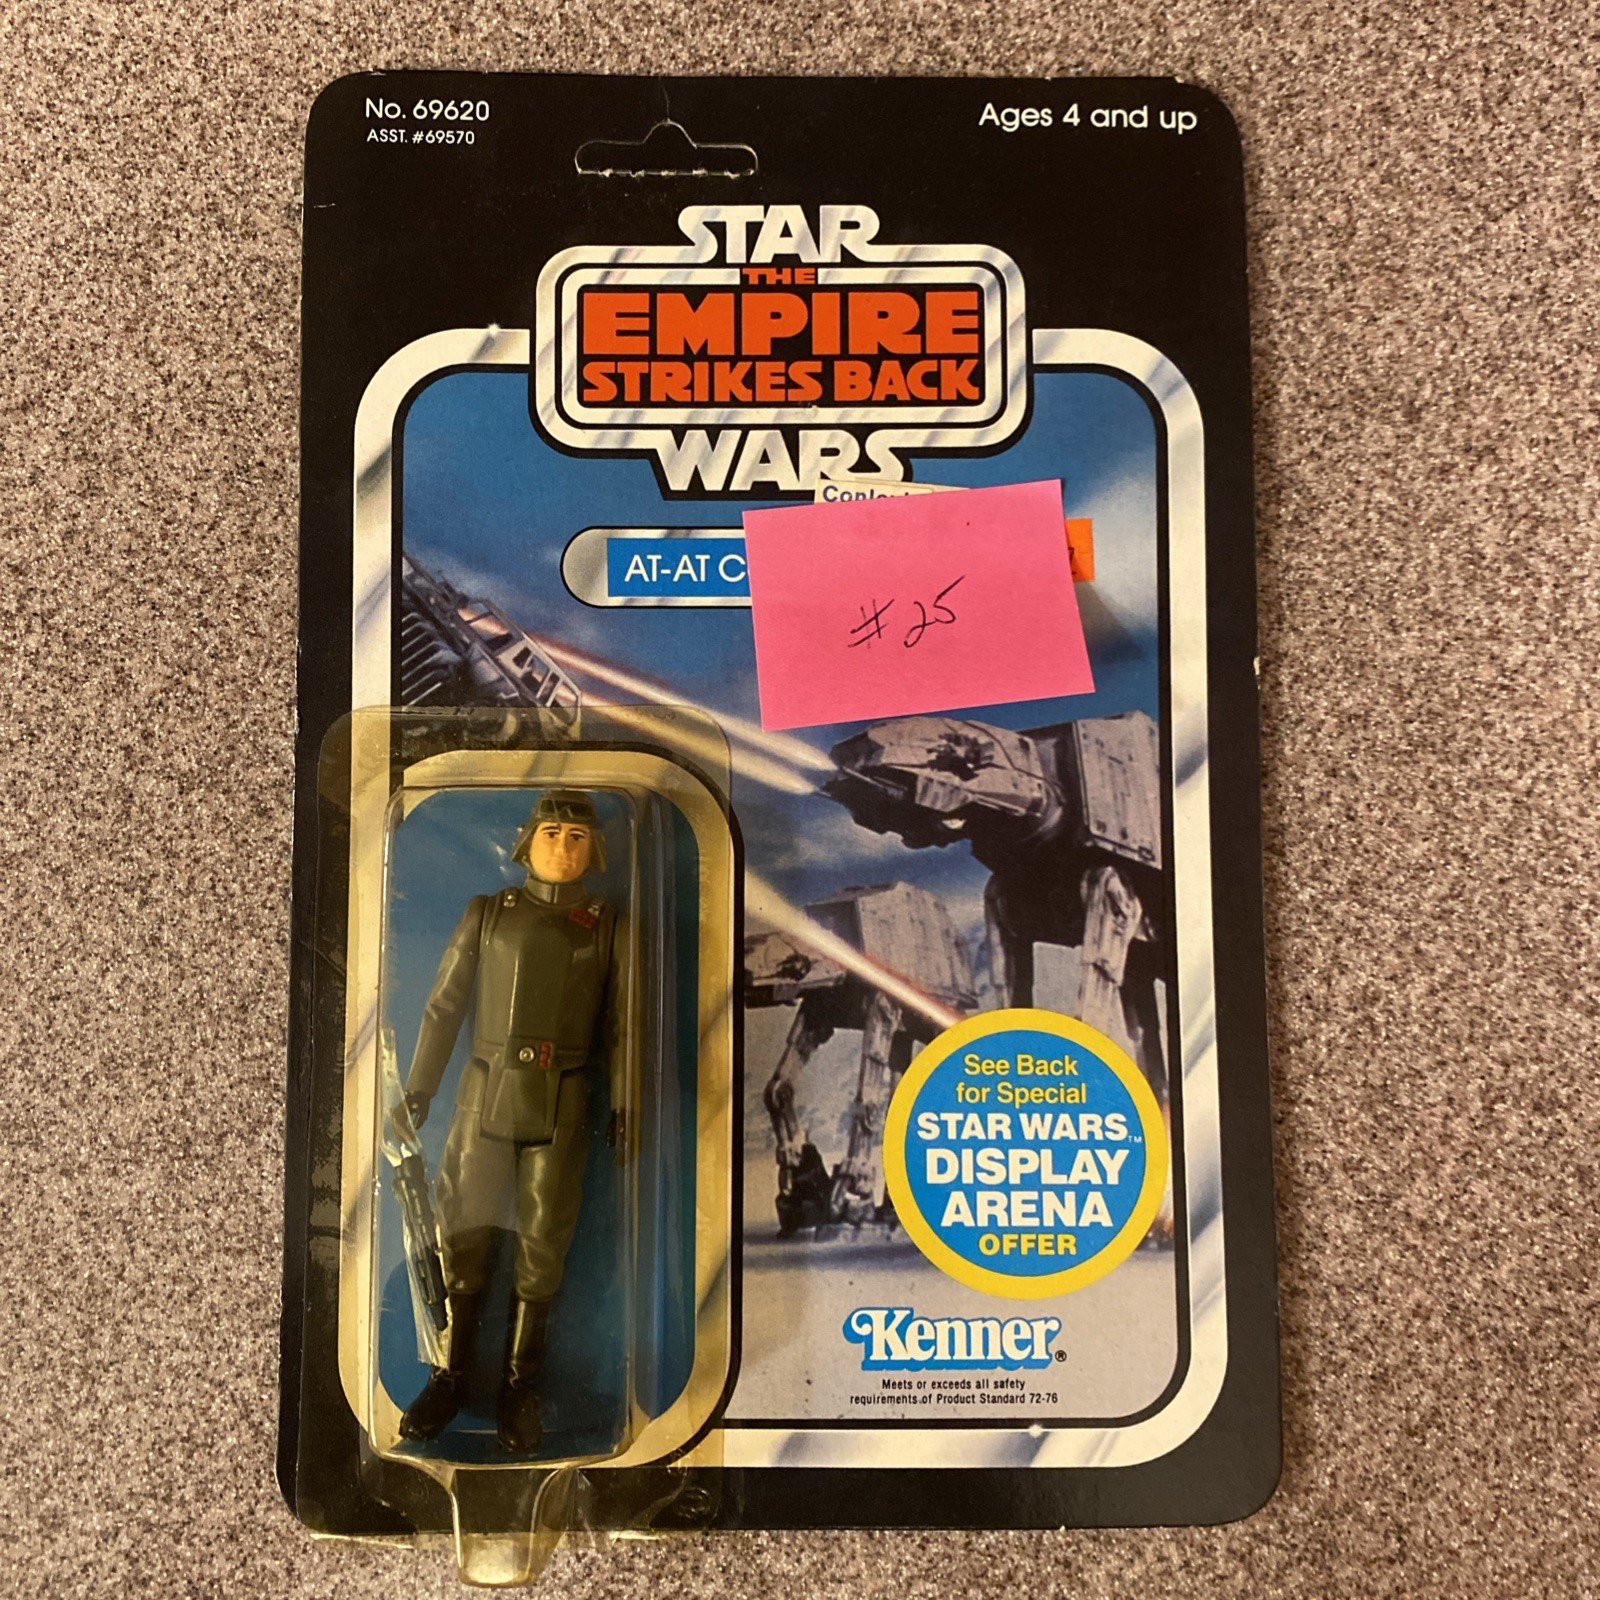 No. 69620
ASST. #69570
Ages 4 and up
STAR
THE
EMPIRE
STRIKES BACK
WARS
AT-AT C
#25
See Back
for Special
STAR WARS™
DISPLAY
ARENA
OFFER
Kenner®
Meets or exceeds all safety
requirements of Product Standard 72-76